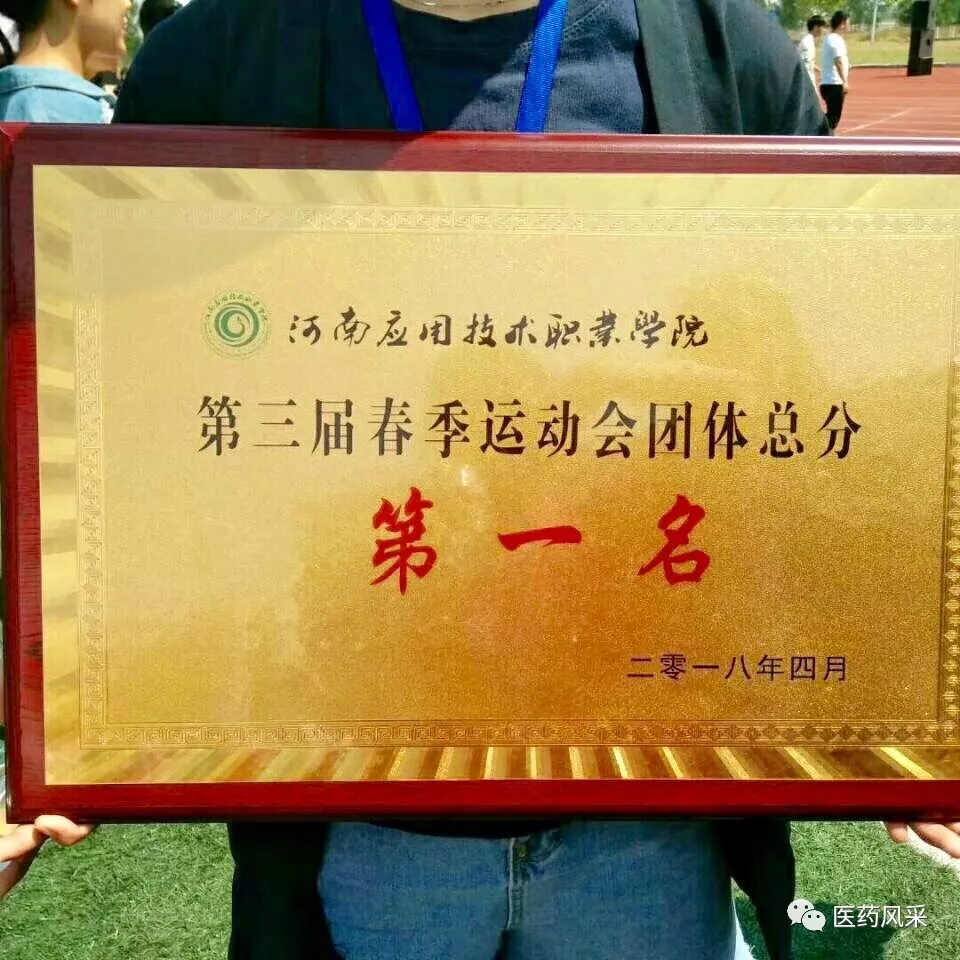 河南应用技术职业學院
第三届春季运动会团体总分
第一名
二零一八年四月
医药风采